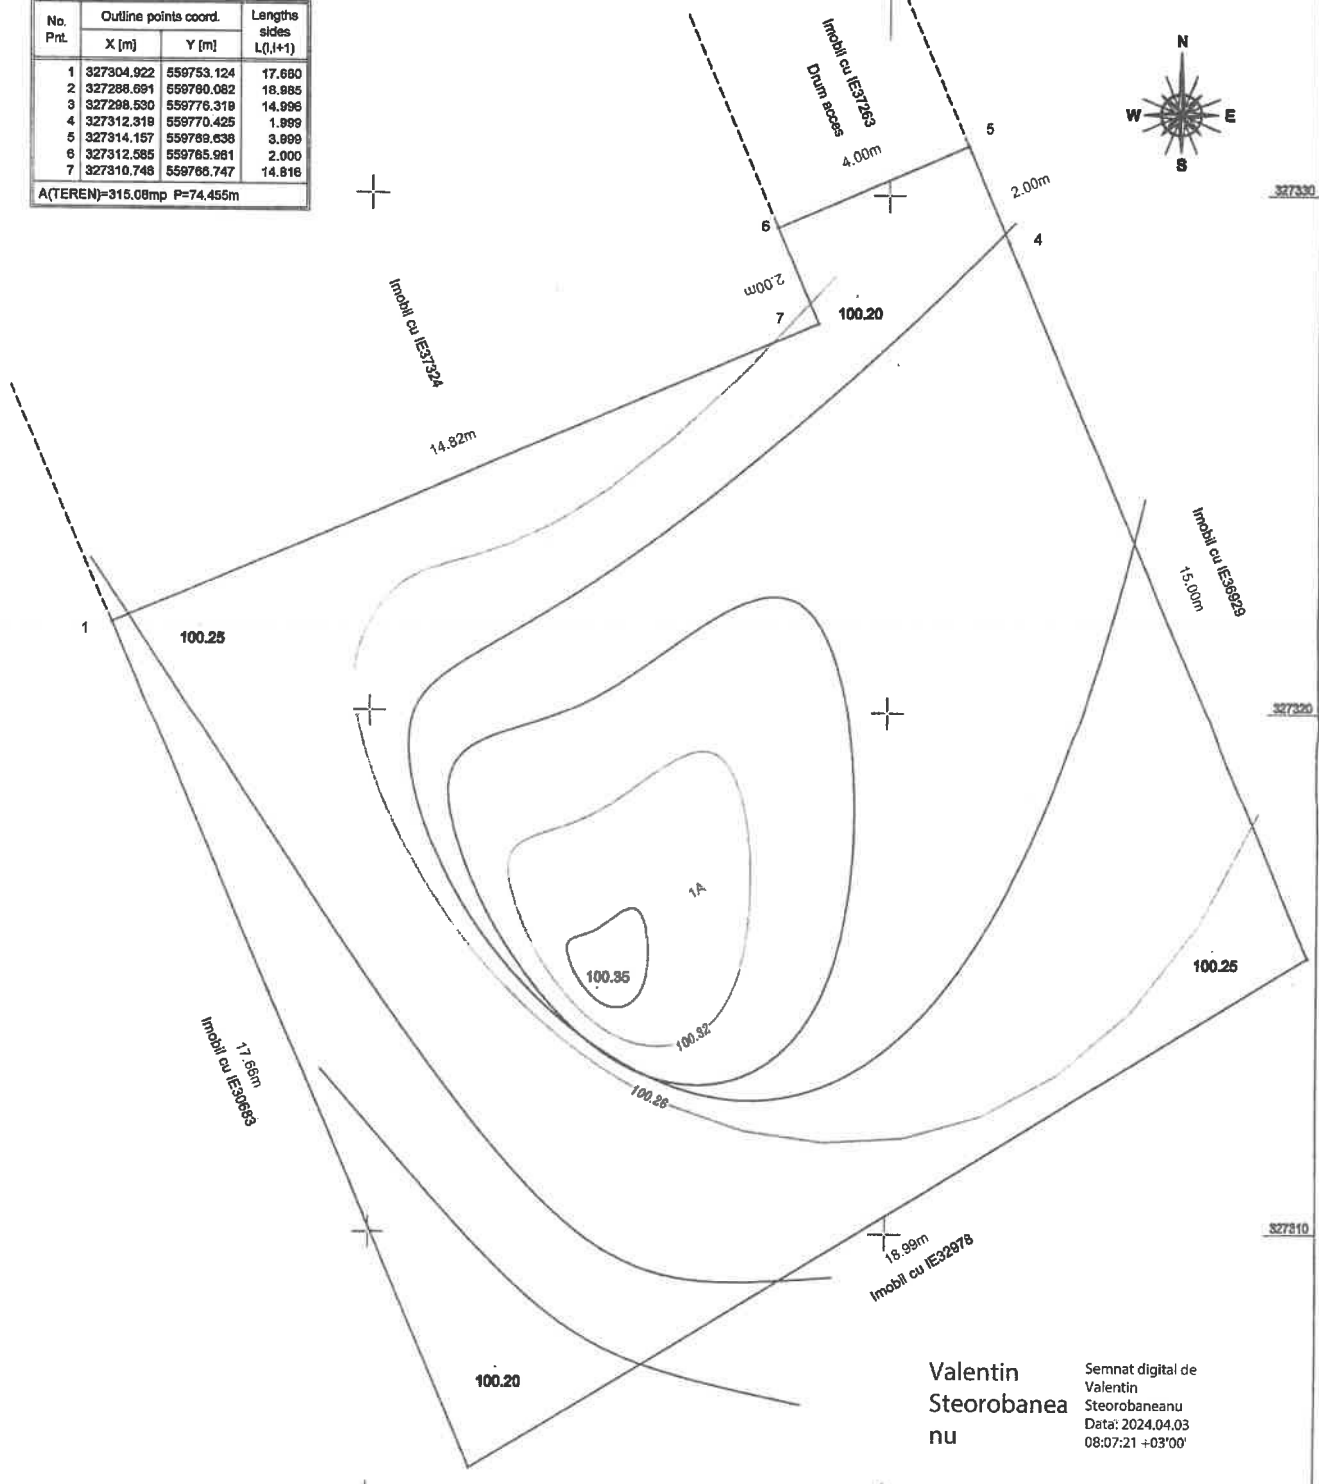 No. Pnt.
Outline points coord.
Lengths sides L(i,i+1)
X [m] Y [m]
1 327304.922 559753.124 17.660
2 327288.691 559760.082 18.985
3 327298.530 559776.319 14.996
4 327312.319 559770.425 1.999
5 327314.157 559769.638 3.999
6 327312.585 559765.961 2.000
7 327310.748 559766.747 14.816
A(TEREN)=315.08mp P=74.455m
Imobil cu IE37263
Drum acces
4.00m
5
N
W E
S
2.00m
327330
6
4
Imobil cu IE37324
2.00m
7
100.20
14.82m
Imobil cu IE36929
15.00m
1
100.25
327320
1A
100.35
100.25
100.32
100.26
17.66m
Imobil cu IE30683
327310
18.99m
Imobil cu IE32978
100.20
Valentin
Steorobanea
nu
Semnat digital de
Valentin
Steorobaneanu
Data: 2024.04.03
08:07:21 +03'00'